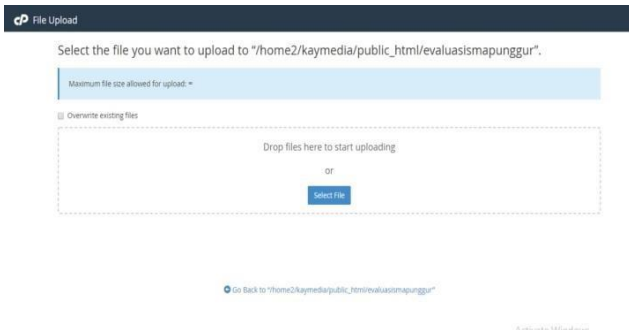 cP File Upload
Select the file you want to upload to “/home2/kaymedia/public_html/evaluasismapunggur”.
Maximum file size allowed for upload: ∞
Overwrite existing files
Drop files here to start uploading
or
Select File
Go Back to “/home2/kaymedia/public_html/evaluasismapunggur”
Activate Windows